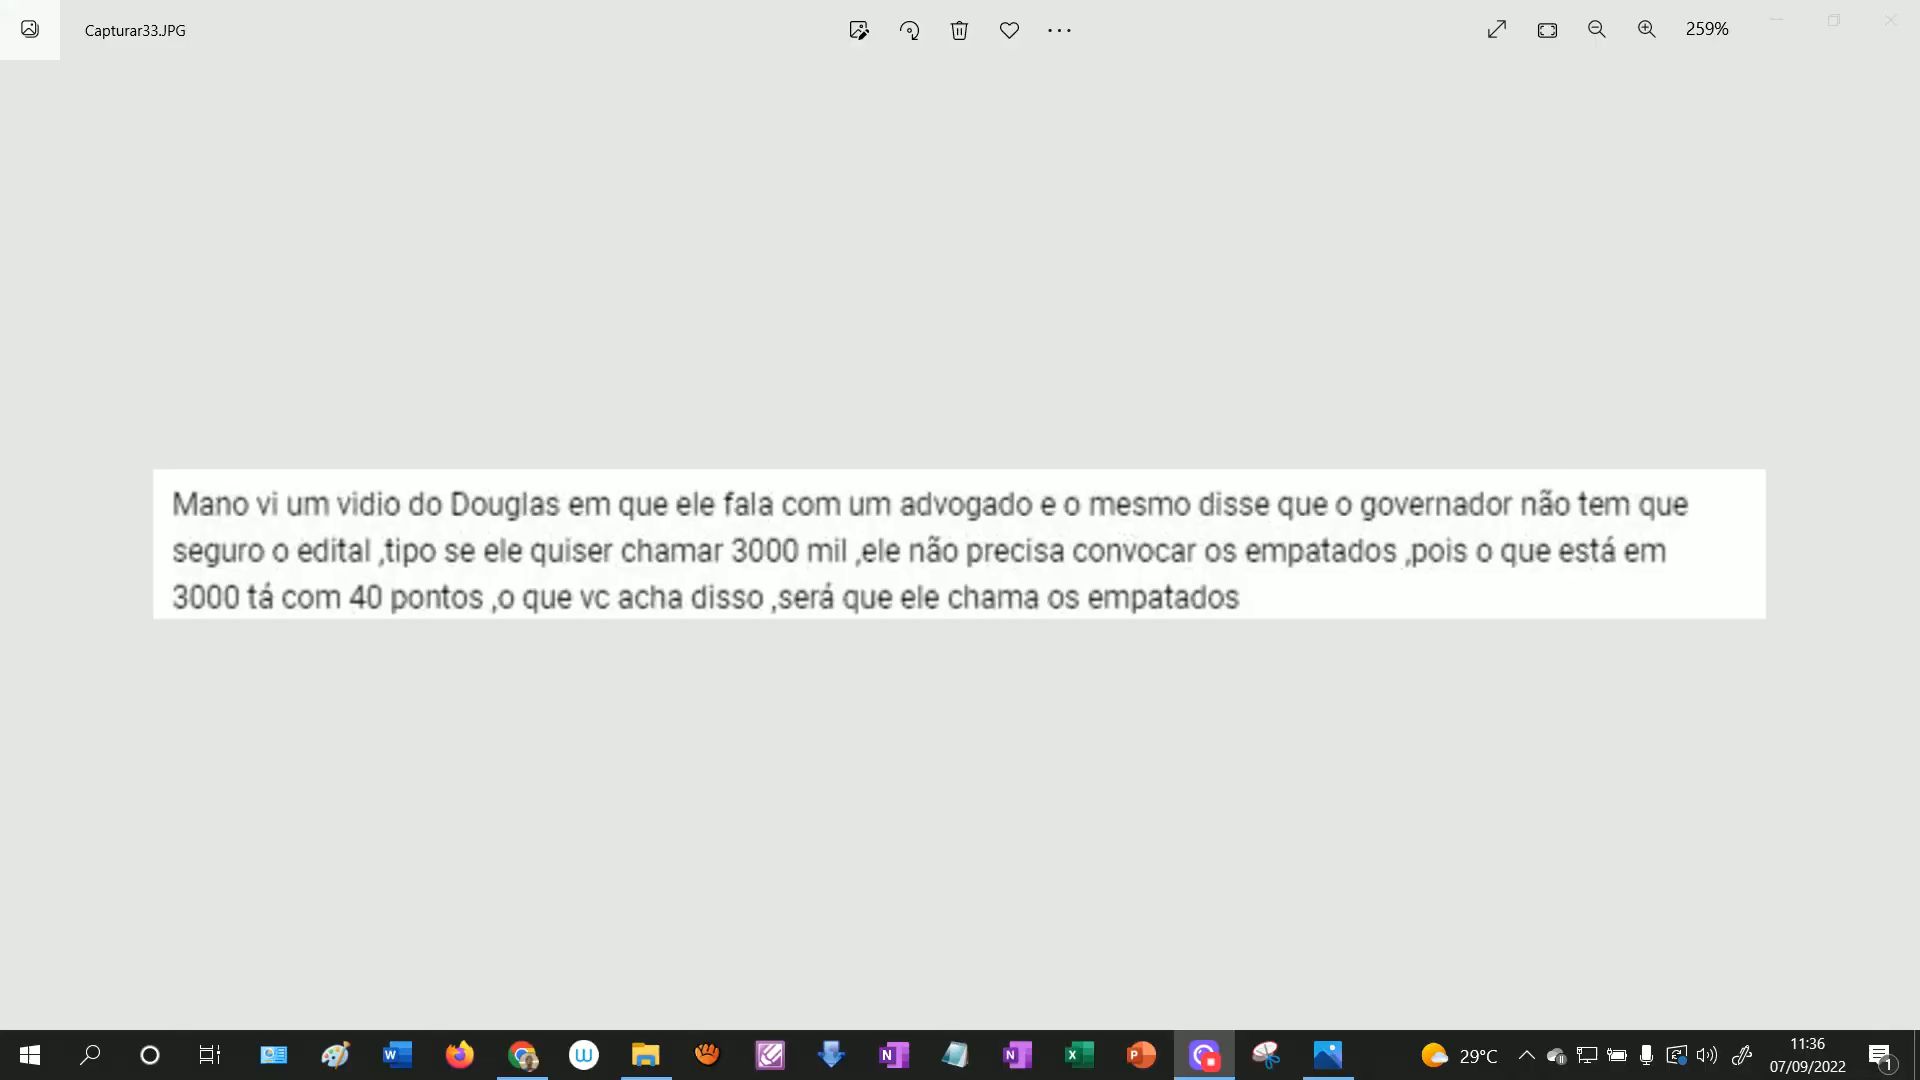 Capturar33.JPG
259%
Mano vi um vidio do Douglas em que ele fala com um advogado e o mesmo disse que o governador não tem que
seguro o edital ,tipo se ele quiser chamar 3000 mil ,ele não precisa convocar os empatados ,pois o que está em
3000 tá com 40 pontos ,o que vc acha disso ,será que ele chama os empatados
29°C
11:36
07/09/2022
1